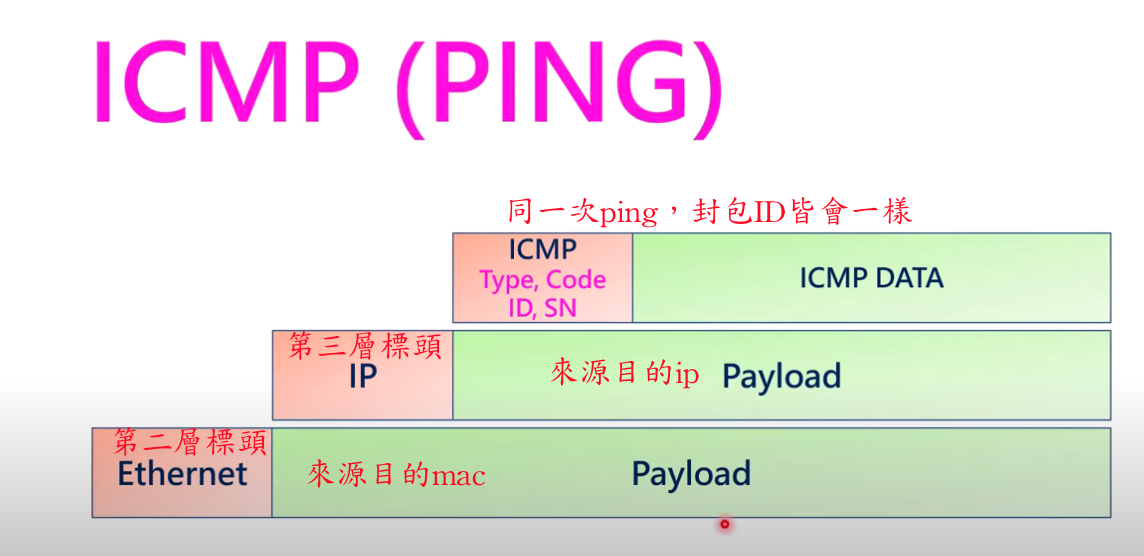 ICMP (PING)
同一次ping，封包ID皆會一樣
ICMP
Type, Code
ID, SN
ICMP DATA
第三層標頭
IP
來源目的ip
Payload
第二層標頭
Ethernet
來源目的mac
Payload